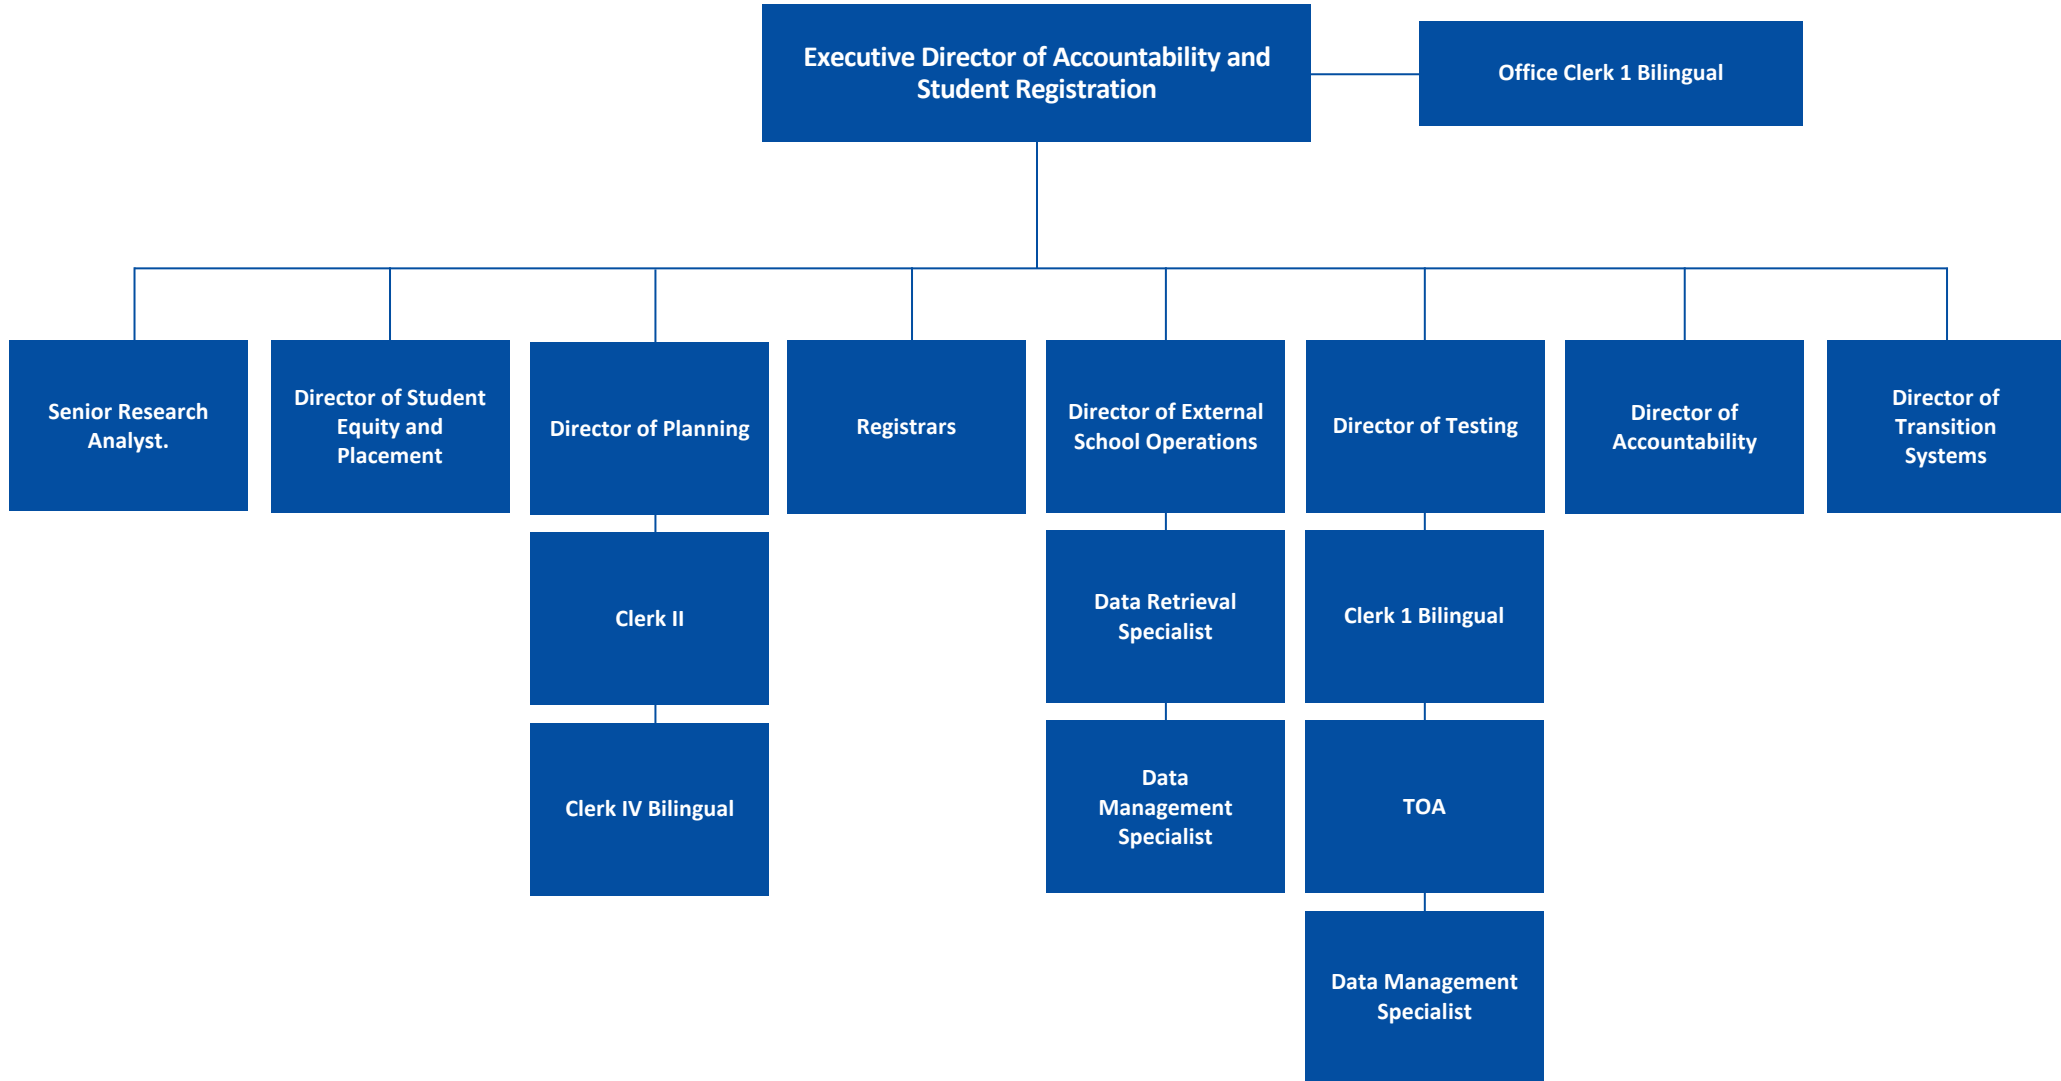 Executive Director of Accountability and
Student Registration
Office Clerk 1 Bilingual
Senior Research
Analyst.
Director of Student
Equity and
Placement
Director of Planning
Registrars
Director of External
School Operations
Director of Testing
Director of
Accountability
Director of
Transition
Systems
Clerk II
Data Retrieval
Specialist
Clerk 1 Bilingual
Clerk IV Bilingual
Data
Management
Specialist
TOA
Data Management
Specialist